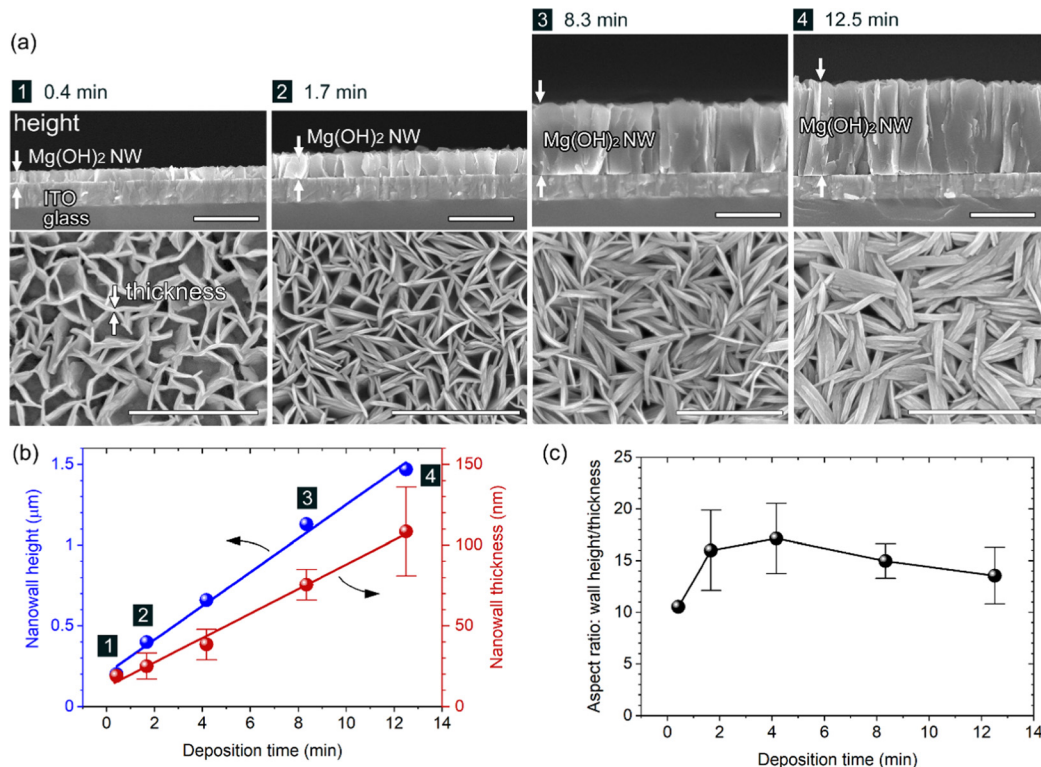 (a)
1 0.4 min
2 1.7 min
3 8.3 min
4 12.5 min
height
Mg(OH)₂ NW
ITO
glass
Mg(OH)₂ NW
Mg(OH)₂ NW
Mg(OH)₂ NW
thickness
(b)
Nanowall height (μm)
1.5
1
0.5
0
1
2
3
4
150
100
50
0
Nanowall thickness (nm)
0 2 4 6 8 10 12 14
Deposition time (min)
(c)
Aspect ratio: wall height/thickness
25
20
15
10
5
0
0 2 4 6 8 10 12 14
Deposition time (min)